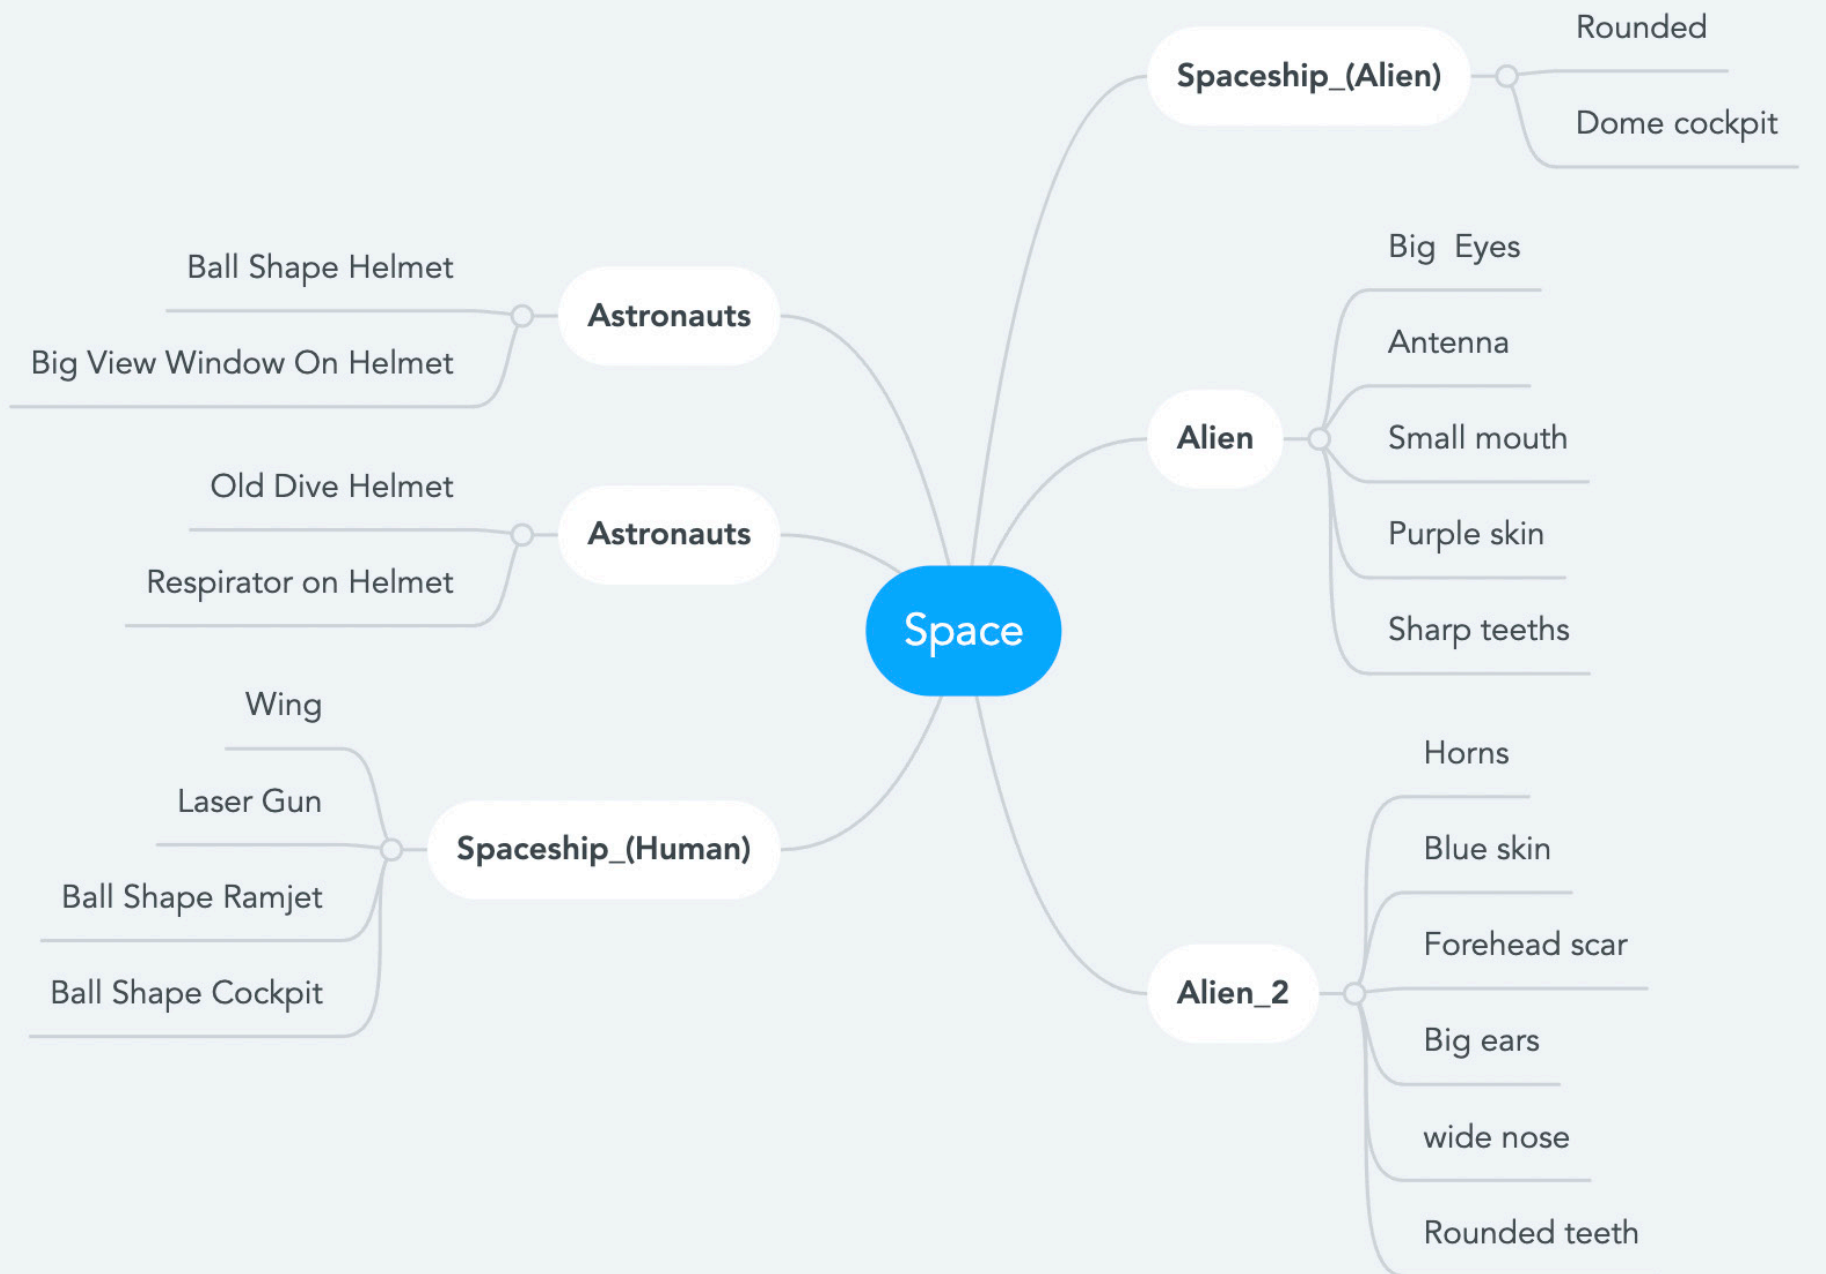 Space
Astronauts
Ball Shape Helmet
Big View Window On Helmet
Astronauts
Old Dive Helmet
Respirator on Helmet
Spaceship_(Human)
Wing
Laser Gun
Ball Shape Ramjet
Ball Shape Cockpit
Spaceship_(Alien)
Rounded
Dome cockpit
Alien
Big  Eyes
Antenna
Small mouth
Purple skin
Sharp teeths
Alien_2
Horns
Blue skin
Forehead scar
Big ears
wide nose
Rounded teeth